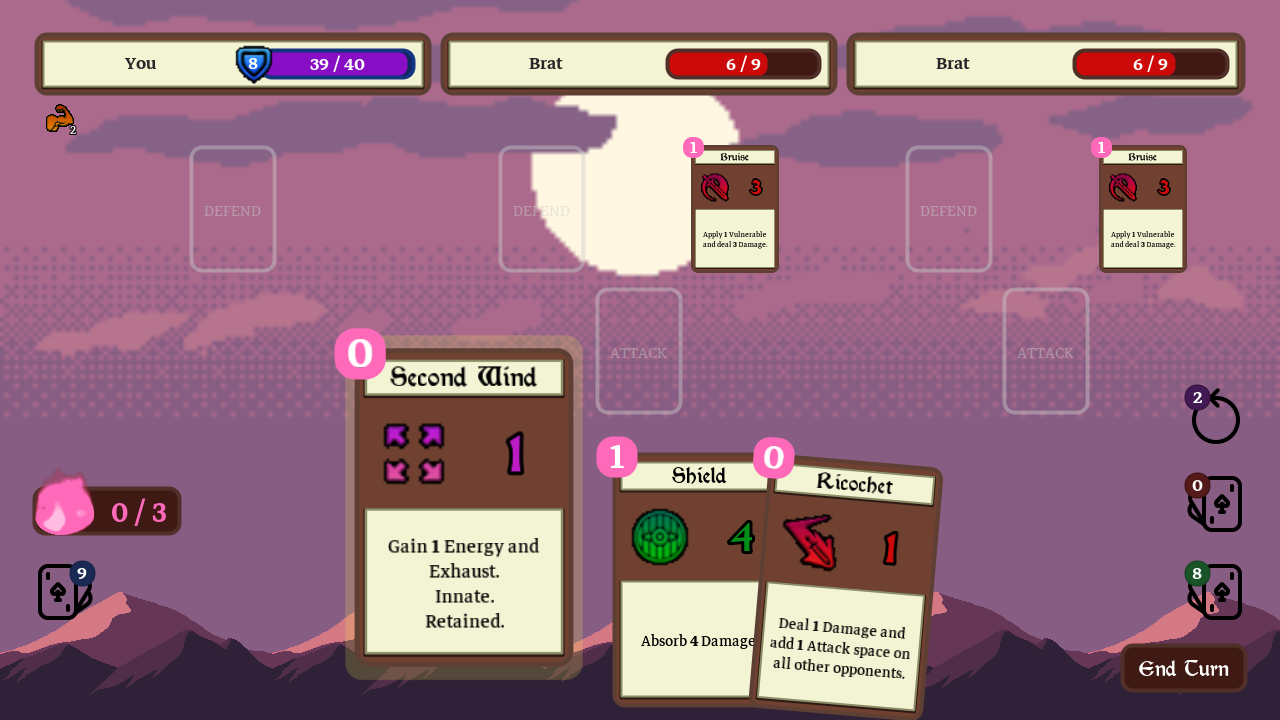 You
8
39 / 40
Brat
6 / 9
Brat
6 / 9
2
DEFEND
DEFEND
1
Bruise
3
Apply 1 Vulnerable
and deal 3 Damage.
DEFEND
1
Bruise
3
Apply 1 Vulnerable
and deal 3 Damage.
ATTACK
ATTACK
0
Second Wind
1
Gain 1 Energy and
Exhaust.
Innate.
Retained.
1
Shield
4
Absorb 4 Damage
0
Ricochet
1
Deal 1 Damage and
add 1 Attack space on
all other opponents.
2
0
8
0 / 3
9
End Turn